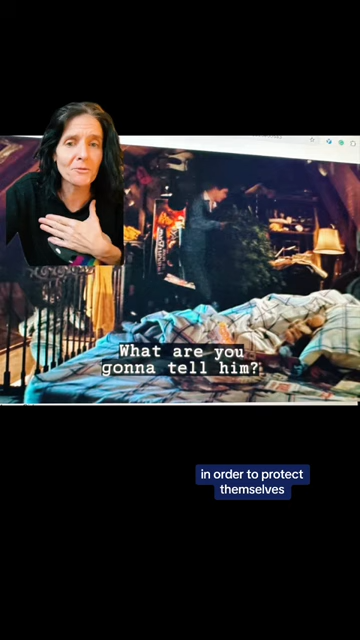 What are you
gonna tell him?
in order to protect
themselves